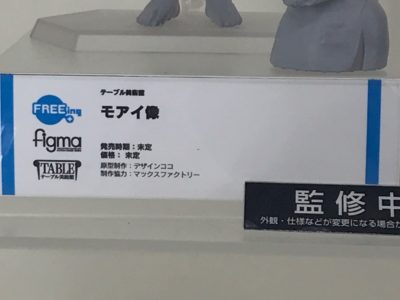 テーブル美術館
FREEing
モアイ像
figma
発売時期：未定
価格： 未定
TABLE
テーブル美術館
原型制作：デザインココ
制作協力：マックスファクトリー
監修中
外観・仕様などが変更になる場合が